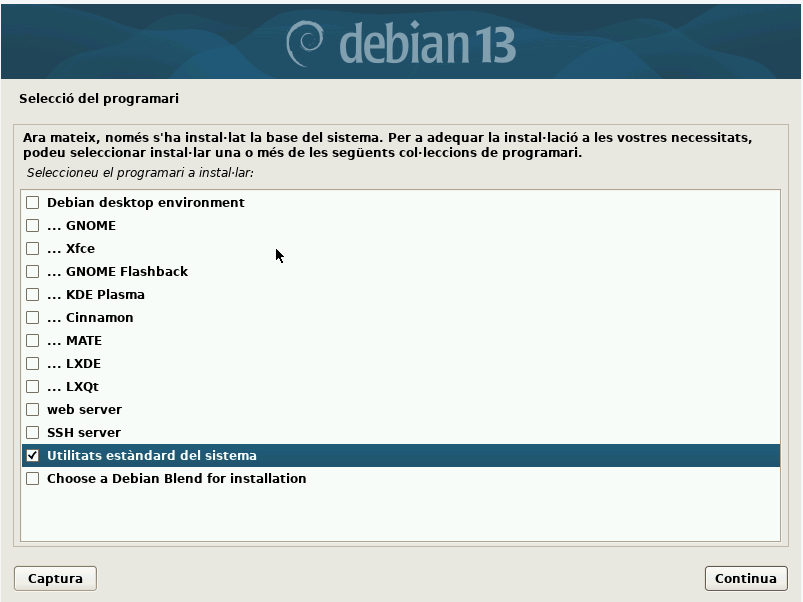 debian 13
Selecció del programari
Ara mateix, només s'ha instal·lat la base del sistema. Per a adequar la instal·lació a les vostres necessitats,
podeu seleccionar instal·lar una o més de les següents col·leccions de programari.
Seleccioneu el programari a instal·lar:
Debian desktop environment
... GNOME
... Xfce
... GNOME Flashback
... KDE Plasma
... Cinnamon
... MATE
... LXDE
... LXQt
web server
SSH server
Utilitats estàndard del sistema
Choose a Debian Blend for installation
Captura
Continua